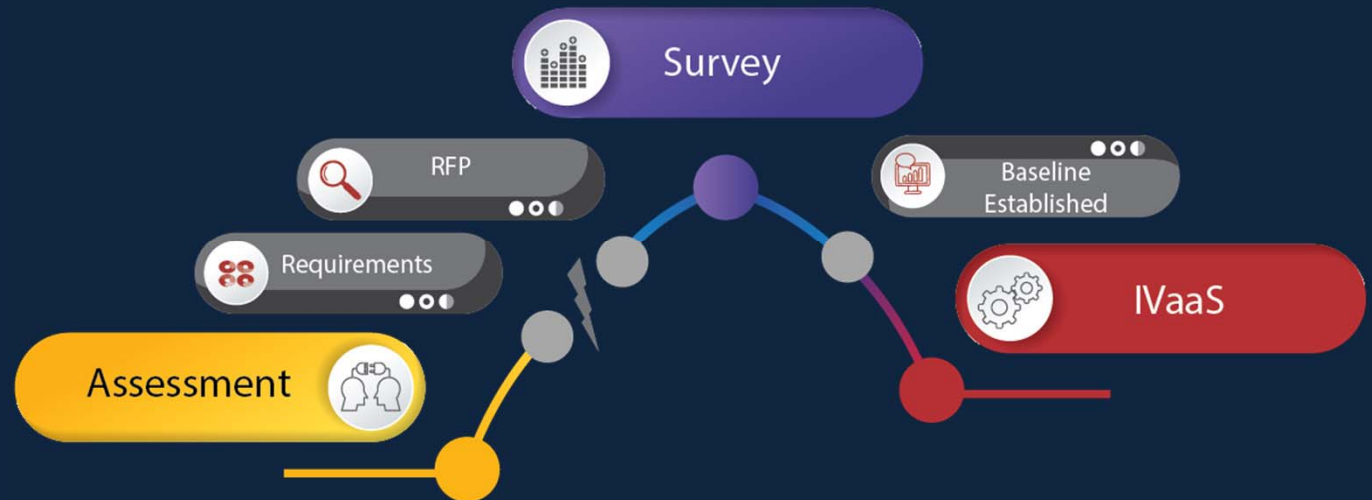 Survey
RFP
Baseline
Established
Requirements
IVaaS
Assessment